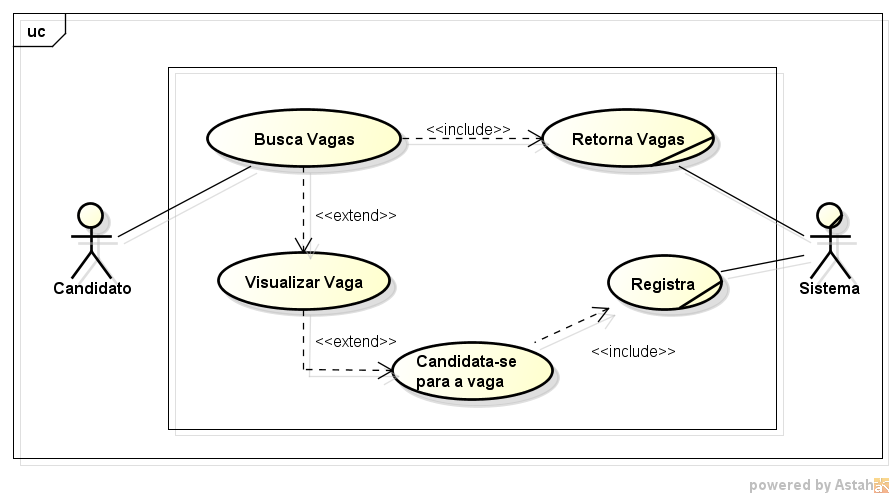 uc
Busca Vagas
<<include>>
Retorna Vagas
<<extend>>
Candidato
Visualizar Vaga
Registra
Sistema
<<extend>>
<<include>>
Candidata-se
para a vaga
powered by Astah